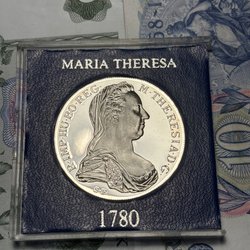 MARIA THERESA
R·IMP·HU·BO·REG· M·THERESIA·D·G·
S·F·
1780